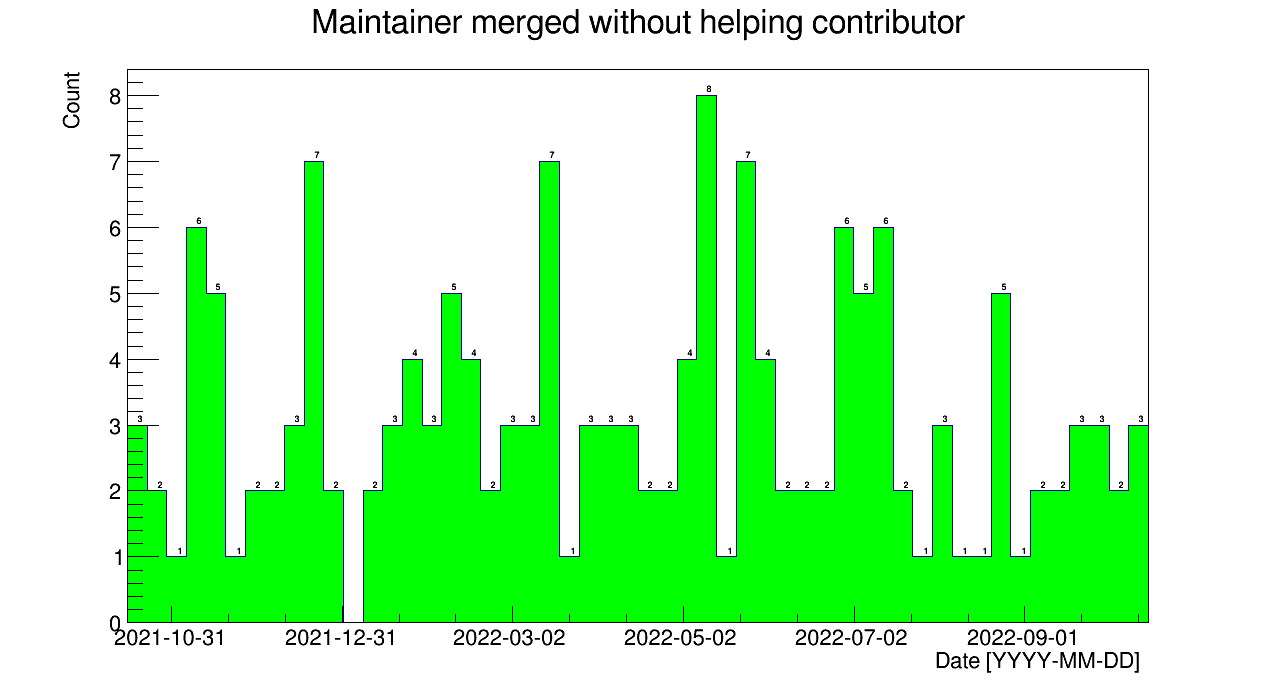 Maintainer merged without helping contributor
Count
8
7
6
5
4
3
2
1
0
3 2 1 6 5 1 2 2 3 7 2 2 3 4 3 5 4 2 3 3 7 1 3 3 3 2 2 4 8 1 7 4 2 2 2 6 5 6 2 1 3 1 1 5 1 2 2 3 3 2 3
2021-10-31 2021-12-31 2022-03-02 2022-05-02 2022-07-02 2022-09-01
Date [YYYY-MM-DD]